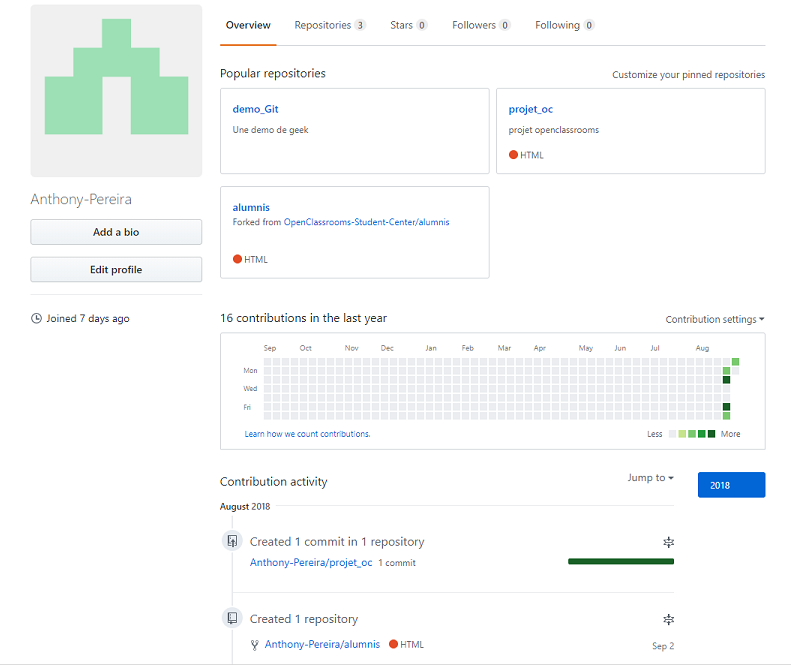 Overview Repositories 3 Stars 0 Followers 0 Following 0
Popular repositories Customize your pinned repositories
demo_Git
Une demo de geek
projet_oc
projet openclassrooms
HTML
alumnis
Forked from OpenClassrooms-Student-Center/alumnis
HTML
Anthony-Pereira
Add a bio
Edit profile
Joined 7 days ago
16 contributions in the last year Contribution settings
Sep Oct Nov Dec Jan Feb Mar Apr May Jun Jul Aug
Mon
Wed
Fri
Learn how we count contributions. Less More
Contribution activity Jump to 2018
August 2018
Created 1 commit in 1 repository
Anthony-Pereira/projet_oc 1 commit
Created 1 repository
Anthony-Pereira/alumnis HTML Sep 2